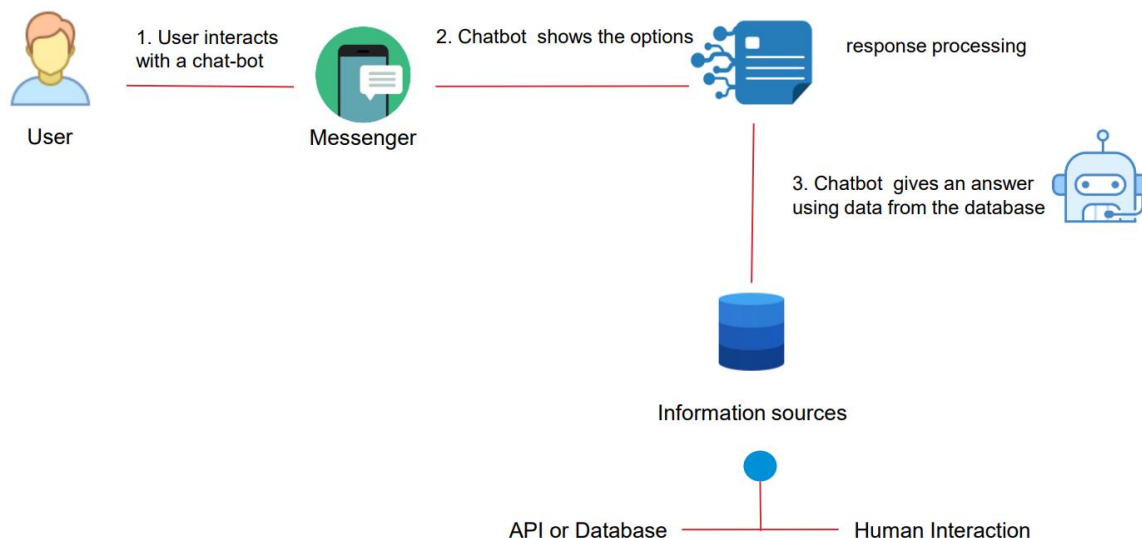 1. User interacts
with a chat-bot
2. Chatbot shows the options
response processing
User
Messenger
3. Chatbot gives an answer
using data from the database
Information sources
API or Database
Human Interaction